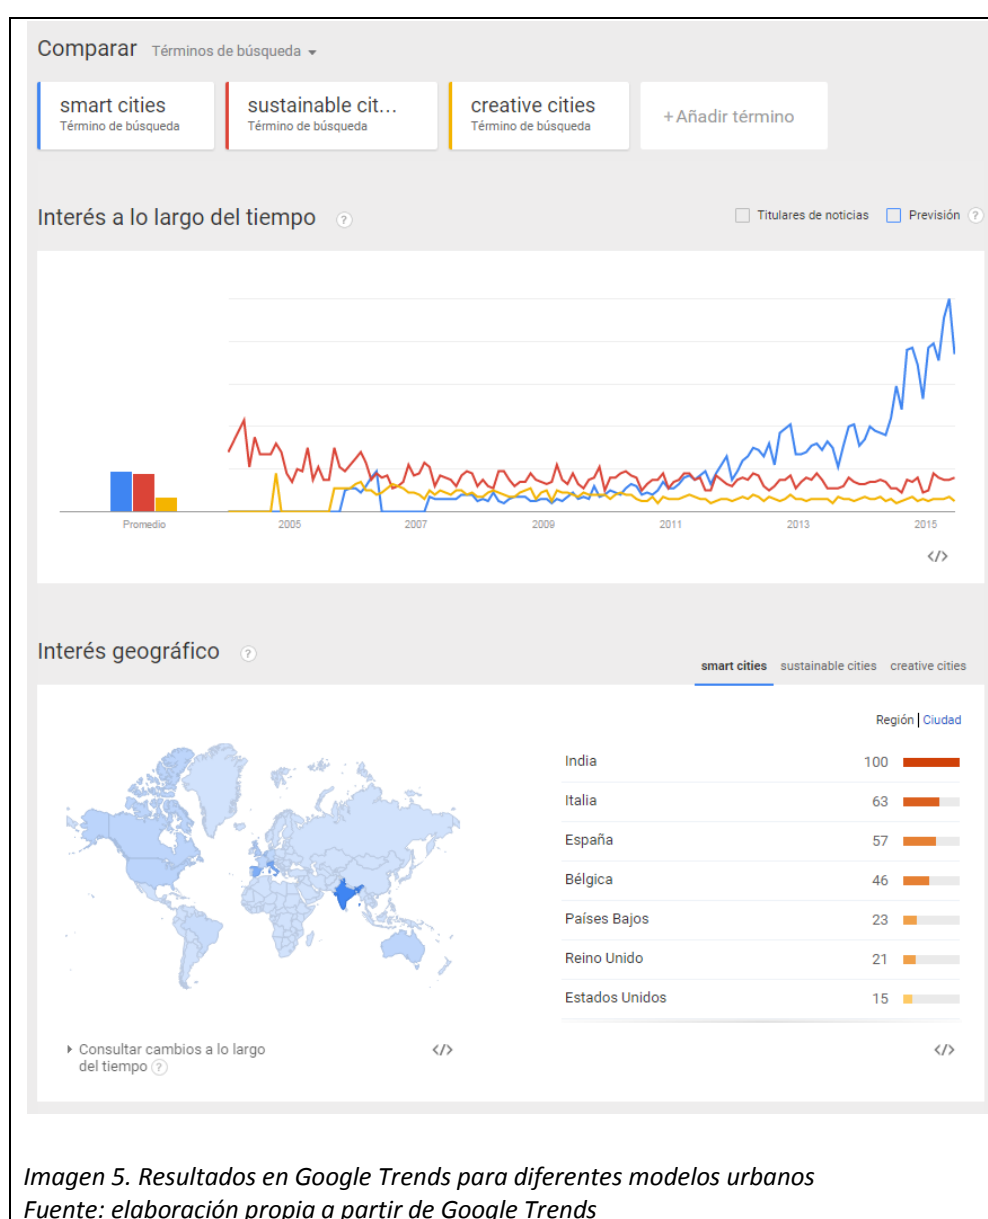 Comparar Términos de búsqueda
smart cities
Término de búsqueda
sustainable cit...
Término de búsqueda
creative cities
Término de búsqueda
+Añadir término
Interés a lo largo del tiempo ?
Titulares de noticias Previsión ?
Promedio 2005 2007 2009 2011 2013 2015
</>
Interés geográfico ?
smart cities sustainable cities creative cities
Región | Ciudad
India 100
Italia 63
España 57
Bélgica 46
Países Bajos 23
Reino Unido 21
Estados Unidos 15
Consultar cambios a lo largo
del tiempo ?
</>
</>
Imagen 5. Resultados en Google Trends para diferentes modelos urbanos
Fuente: elaboración propia a partir de Google Trends